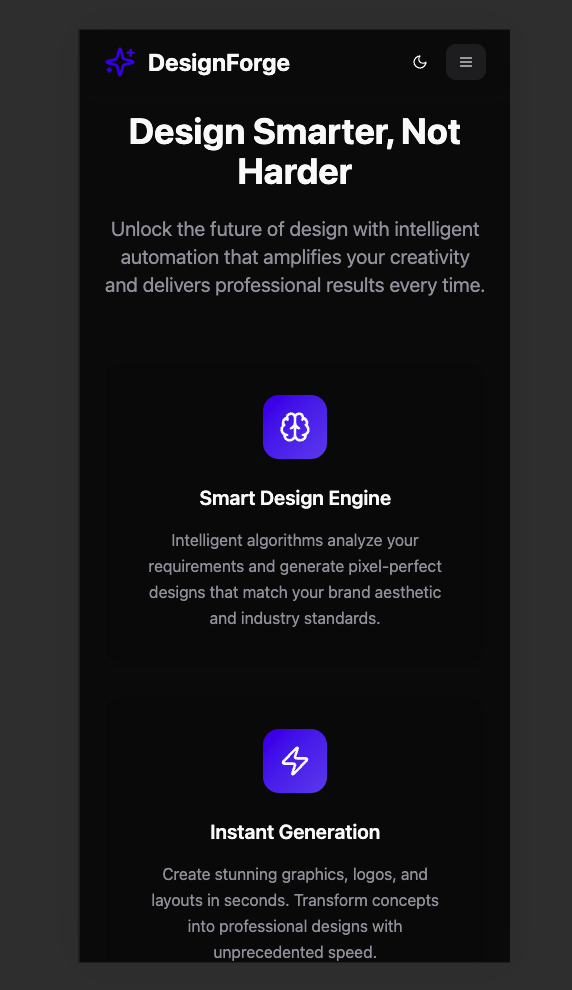 DesignForge
Design Smarter, Not
Harder
Unlock the future of design with intelligent
automation that amplifies your creativity
and delivers professional results every time.
Smart Design Engine
Intelligent algorithms analyze your
requirements and generate pixel-perfect
designs that match your brand aesthetic
and industry standards.
Instant Generation
Create stunning graphics, logos, and
layouts in seconds. Transform concepts
into professional designs with
unprecedented speed.